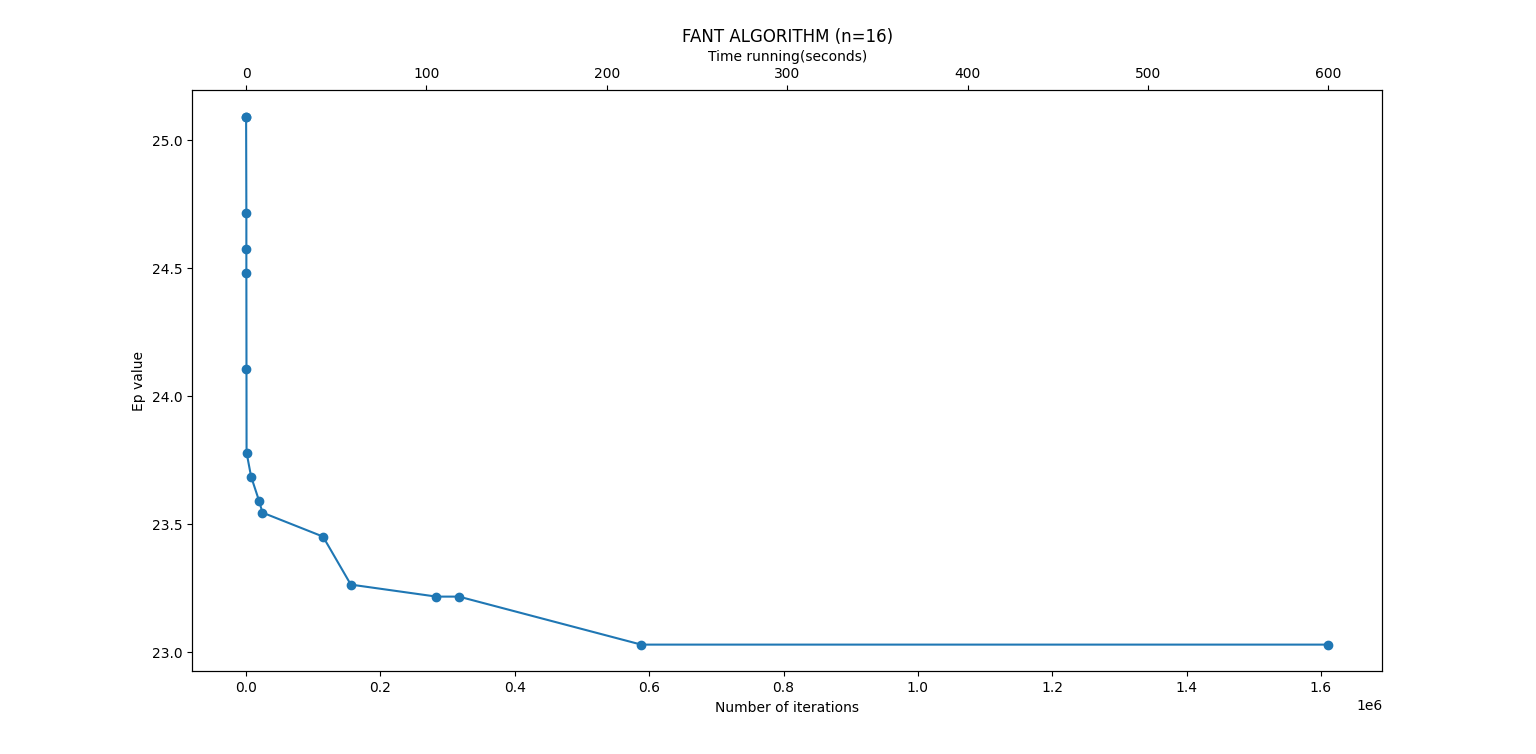 FANT ALGORITHM (n=16)
Time running(seconds)
0 100 200 300 400 500 600
25.0
24.5
24.0
23.5
23.0
Ep value
0.0 0.2 0.4 0.6 0.8 1.0 1.2 1.4 1.6
1e6
Number of iterations